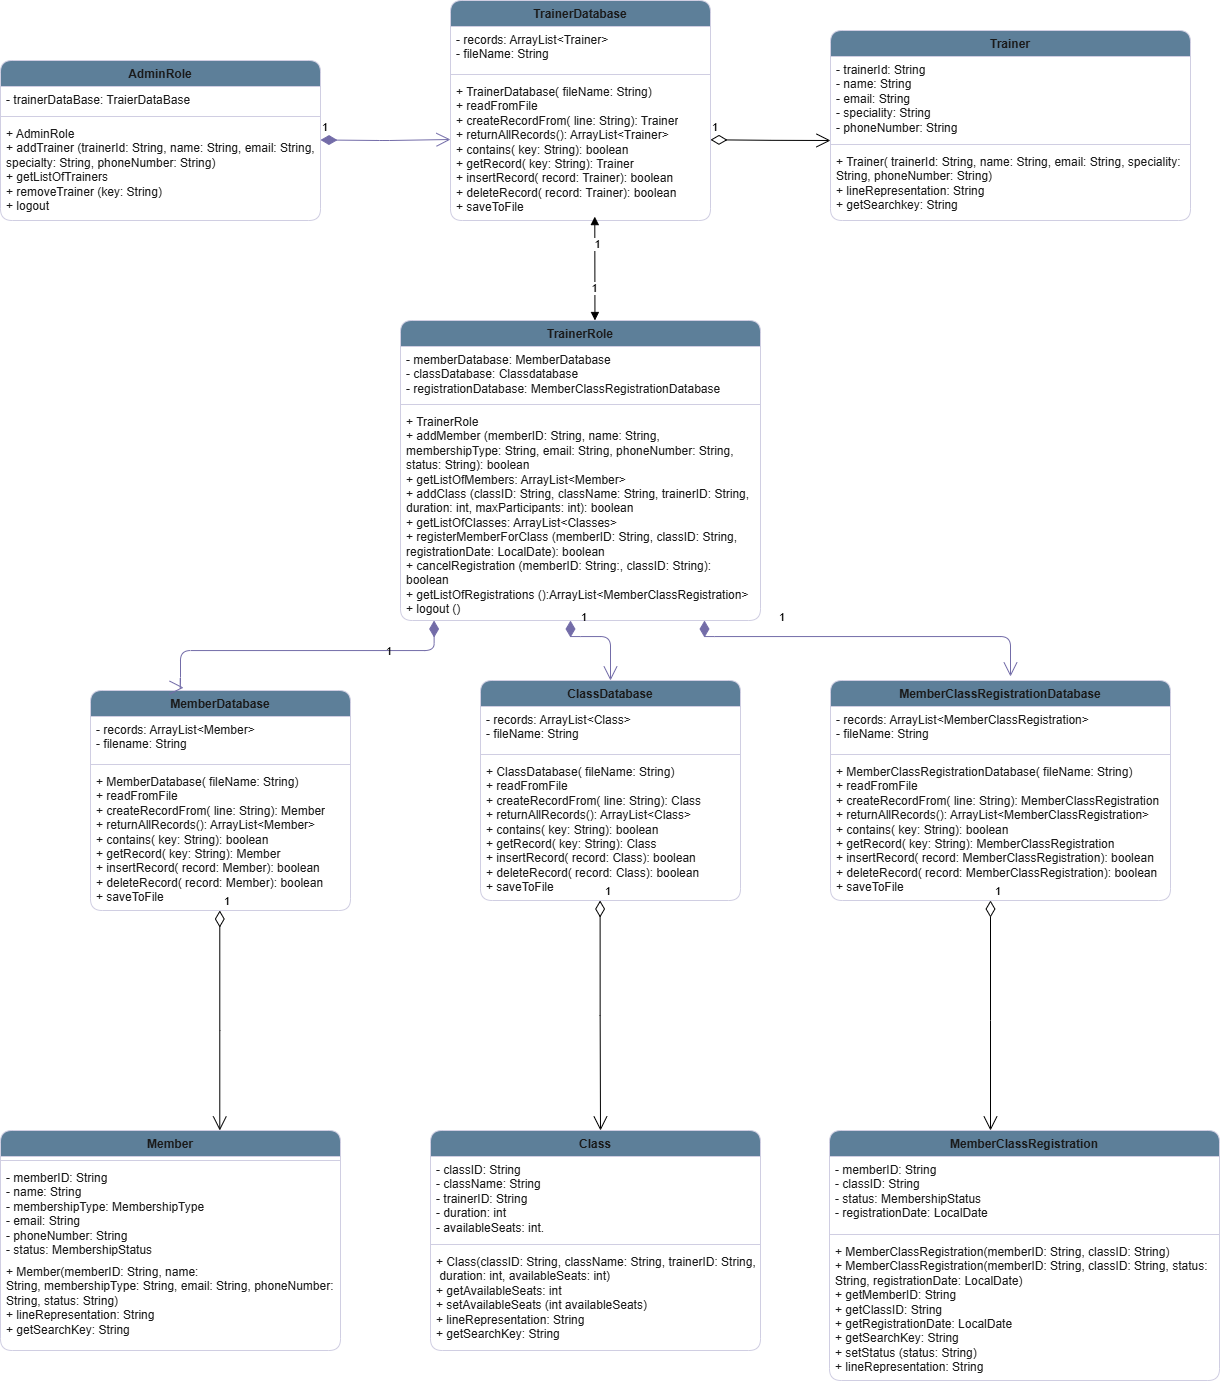 TrainerDatabase
- records: ArrayList<Trainer>
- fileName: String
+ TrainerDatabase( fileName: String)
+ readFromFile
+ createRecordFrom( line: String): Trainer
+ returnAllRecords(): ArrayList<Trainer>
+ contains( key: String): boolean
+ getRecord( key: String): Trainer
+ insertRecord( record: Trainer): boolean
+ deleteRecord( record: Trainer): boolean
+ saveToFile
AdminRole
- trainerDataBase: TraierDataBase
+ AdminRole
+ addTrainer (trainerId: String, name: String, email: String,
specialty: String, phoneNumber: String)
+ getListOfTrainers
+ removeTrainer (key: String)
+ logout
1
1
Trainer
- trainerId: String
- name: String
- email: String
- speciality: String
- phoneNumber: String
+ Trainer( trainerId: String, name: String, email: String, speciality:
String, phoneNumber: String)
+ lineRepresentation: String
+ getSearchkey: String
1
1
TrainerRole
- memberDatabase: MemberDatabase
- classDatabase: Classdatabase
- registrationDatabase: MemberClassRegistrationDatabase
+ TrainerRole
+ addMember (memberID: String, name: String,
membershipType: String, email: String, phoneNumber: String,
status: String): boolean
+ getListOfMembers: ArrayList<Member>
+ addClass (classID: String, className: String, trainerID: String,
duration: int, maxParticipants: int): boolean
+ getListOfClasses: ArrayList<Classes>
+ registerMemberForClass (memberID: String, classID: String,
registrationDate: LocalDate): boolean
+ cancelRegistration (memberID: String:, classID: String):
boolean
+ getListOfRegistrations ():ArrayList<MemberClassRegistration>
+ logout ()
1
1
1
MemberDatabase
- records: ArrayList<Member>
- filename: String
+ MemberDatabase( fileName: String)
+ readFromFile
+ createRecordFrom( line: String): Member
+ returnAllRecords(): ArrayList<Member>
+ contains( key: String): boolean
+ getRecord( key: String): Member
+ insertRecord( record: Member): boolean
+ deleteRecord( record: Member): boolean
+ saveToFile
1
ClassDatabase
- records: ArrayList<Class>
- fileName: String
+ ClassDatabase( fileName: String)
+ readFromFile
+ createRecordFrom( line: String): Class
+ returnAllRecords(): ArrayList<Class>
+ contains( key: String): boolean
+ getRecord( key: String): Class
+ insertRecord( record: Class): boolean
+ deleteRecord( record: Class): boolean
+ saveToFile
1
MemberClassRegistrationDatabase
- records: ArrayList<MemberClassRegistration>
- fileName: String
+ MemberClassRegistrationDatabase( fileName: String)
+ readFromFile
+ createRecordFrom( line: String): MemberClassRegistration
+ returnAllRecords(): ArrayList<MemberClassRegistration>
+ contains( key: String): boolean
+ getRecord( key: String): MemberClassRegistration
+ insertRecord( record: MemberClassRegistration): boolean
+ deleteRecord( record: MemberClassRegistration): boolean
+ saveToFile
1
Member
- memberID: String
- name: String
- membershipType: MembershipType
- email: String
- phoneNumber: String
- status: MembershipStatus
+ Member(memberID: String, name:
String, membershipType: String, email: String, phoneNumber:
String, status: String)
+ lineRepresentation: String
+ getSearchKey: String
Class
- classID: String
- className: String
- trainerID: String
- duration: int
- availableSeats: int.
+ Class(classID: String, className: String, trainerID: String,
duration: int, availableSeats: int)
+ getAvailableSeats: int
+ setAvailableSeats (int availableSeats)
+ lineRepresentation: String
+ getSearchKey: String
MemberClassRegistration
- memberID: String
- classID: String
- status: MembershipStatus
- registrationDate: LocalDate
+ MemberClassRegistration(memberID: String, classID: String)
+ MemberClassRegistration(memberID: String, classID: String, status:
String, registrationDate: LocalDate)
+ getMemberID: String
+ getClassID: String
+ getRegistrationDate: LocalDate
+ getSearchKey: String
+ setStatus (status: String)
+ lineRepresentation: String